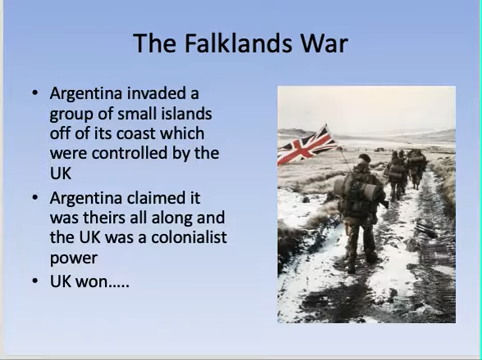 The Falklands War
• Argentina invaded a
group of small islands
off of its coast which
were controlled by the
UK
• Argentina claimed it
was theirs all along and
the UK was a colonialist
power
• UK won…..